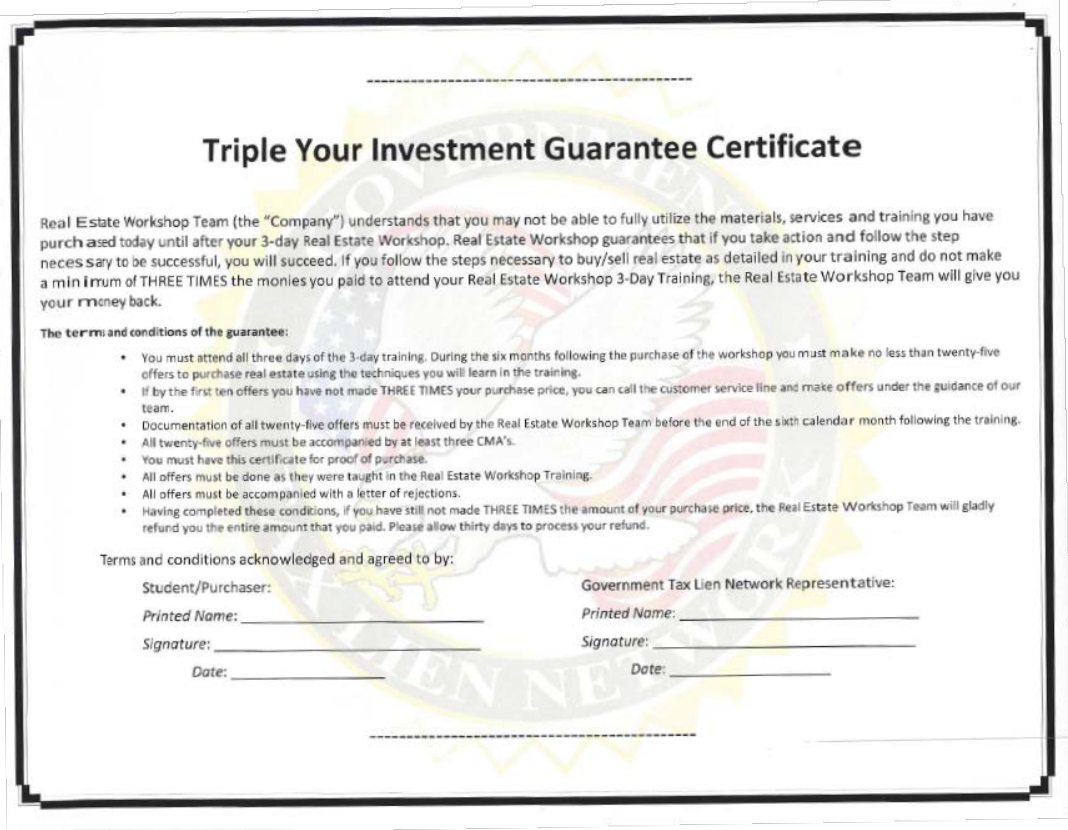 Triple Your Investment Guarantee Certificate
Real Estate Workshop Team (the “Company”) understands that you may not be able to fully utilize the materials, services and training you have
purchased today until after your 3-day Real Estate Workshop. Real Estate Workshop guarantees that if you take action and follow the step
necessary to be successful, you will succeed. If you follow the steps necessary to buy/sell real estate as detailed in your training and do not make
a minimum of THREE TIMES the monies you paid to attend your Real Estate Workshop 3-Day Training, the Real Estate Workshop Team will give you
your money back.
The terms and conditions of the guarantee:
• You must attend all three days of the 3-day training. During the six months following the purchase of the workshop you must make no less than twenty-five
offers to purchase real estate using the techniques you will learn in the training.
• If by the first ten offers you have not made THREE TIMES your purchase price, you can call the customer service line and make offers under the guidance of our
team.
• Documentation of all twenty-five offers must be received by the Real Estate Workshop Team before the end of the sixth calendar month following the training.
• All twenty-five offers must be accompanied by at least three CMA’s.
• You must have this certificate for proof of purchase.
• All offers must be done as they were taught in the Real Estate Workshop Training.
• All offers must be accompanied with a letter of rejections.
• Having completed these conditions, if you have still not made THREE TIMES the amount of your purchase price, the Real Estate Workshop Team will gladly
refund you the entire amount that you paid. Please allow thirty days to process your refund.
Terms and conditions acknowledged and agreed to by:
Student/Purchaser:
Printed Name:
Signature:
Date:
Government Tax Lien Network Representative:
Printed Name:
Signature:
Date:
GOVERNMENT
TAX LIEN NETWORK